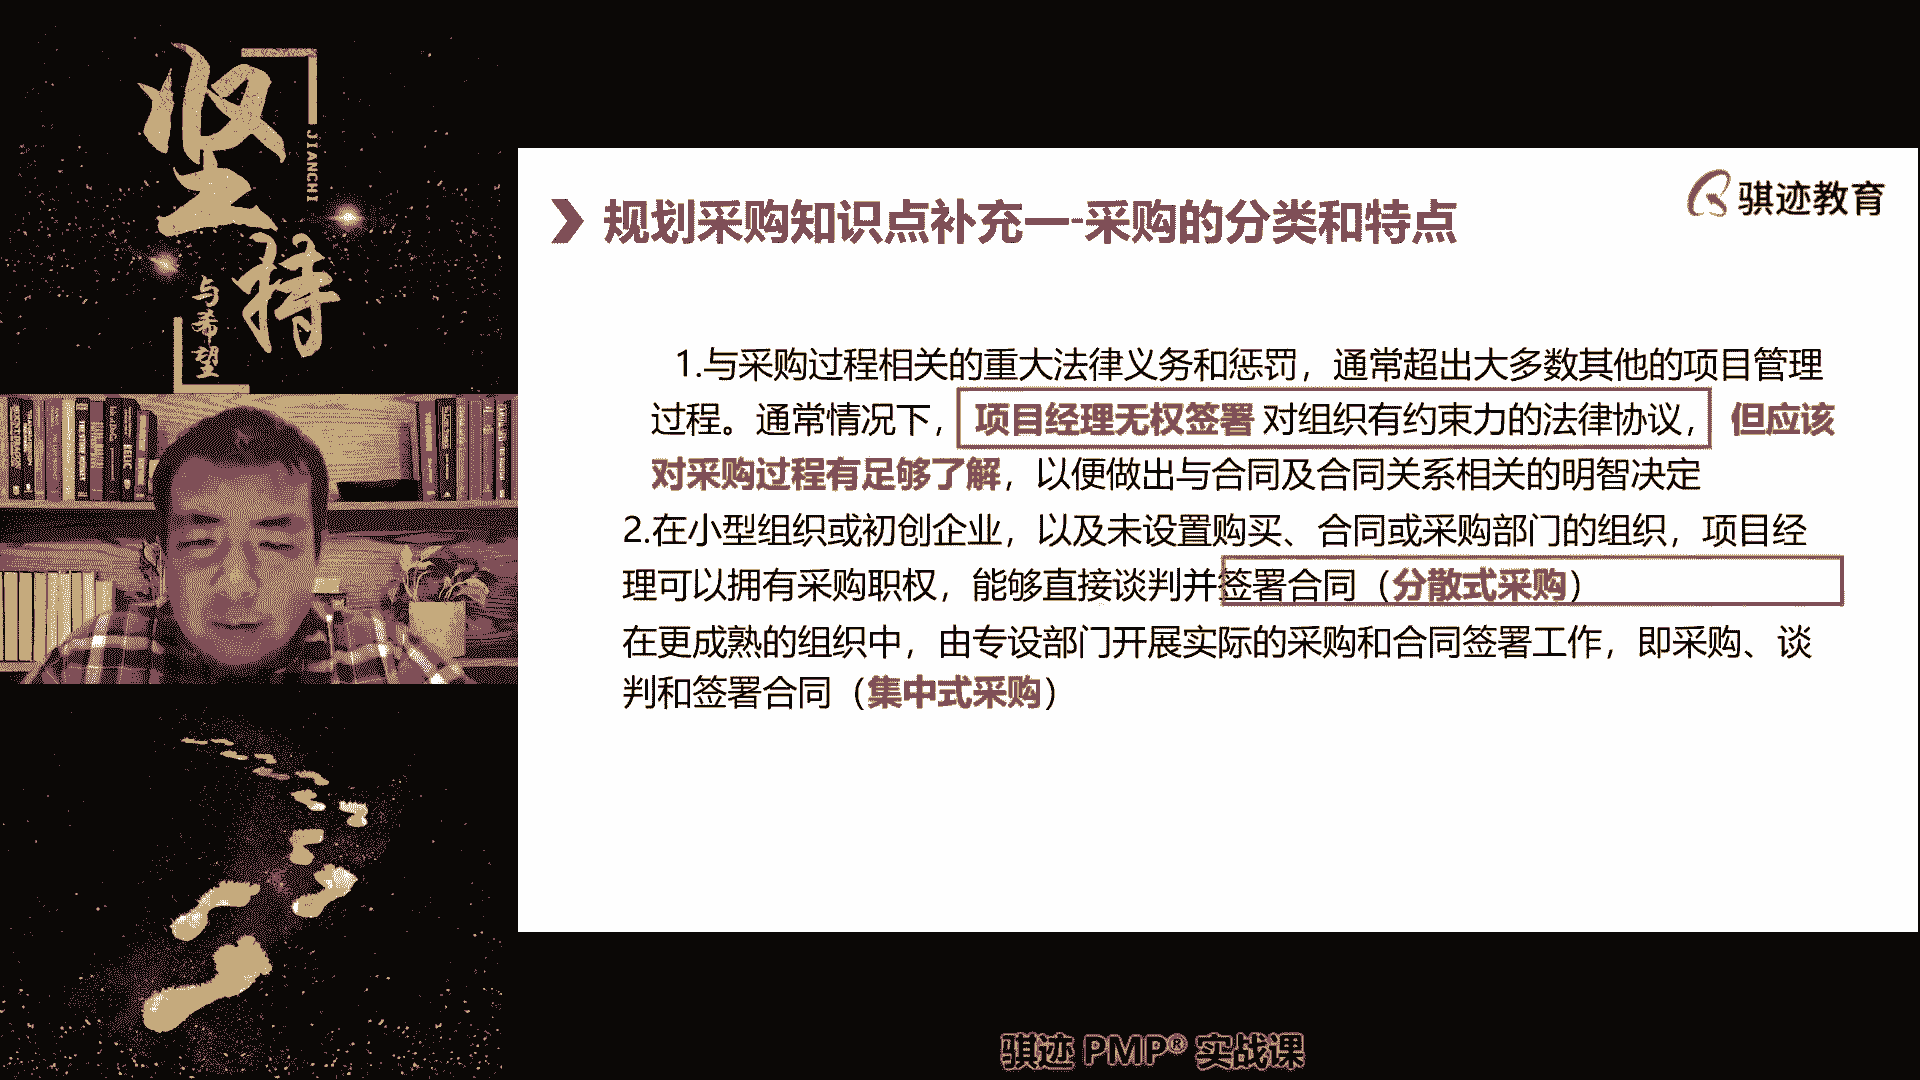 坚持
JIANCHI
与希望
骐迹教育
规划采购知识点补充一-采购的分类和特点
1.与采购过程相关的重大法律义务和惩罚，通常超出大多数其他的项目管理
过程。通常情况下，项目经理无权签署 对组织有约束力的法律协议，但应该
对采购过程有足够了解，以便做出与合同及合同关系相关的明智决定
2.在小型组织或初创企业，以及未设置购买、合同或采购部门的组织，项目经
理可以拥有采购职权，能够直接谈判并签署合同（分散式采购）
在更成熟的组织中，由专设部门开展实际的采购和合同签署工作，即采购、谈
判和签署合同（集中式采购）
骐迹 PMP® 实战课